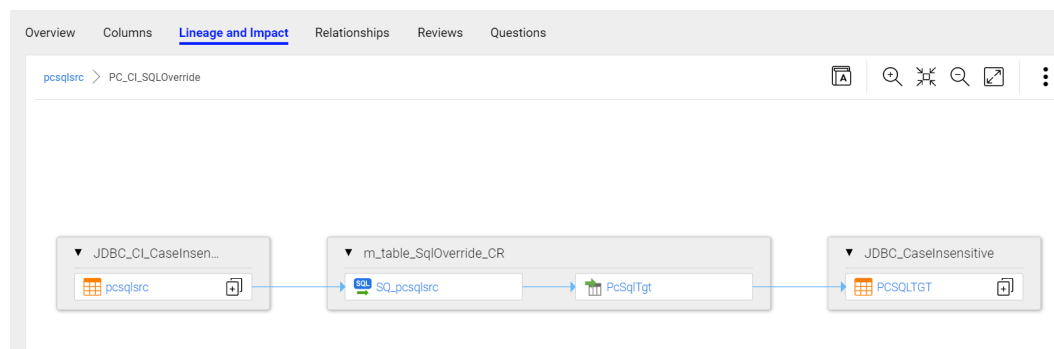 Overview Columns Lineage and Impact Relationships Reviews Questions
pcsqlsrc > PC_CI_SQLOverride
A
JDBC_CI_CaseInsen... m_table_SqlOverride_CR JDBC_CaseInsensitive
pcsqlsrc SQL SQ_pcsqlsrc PcSqlTgt PCSQLTGT